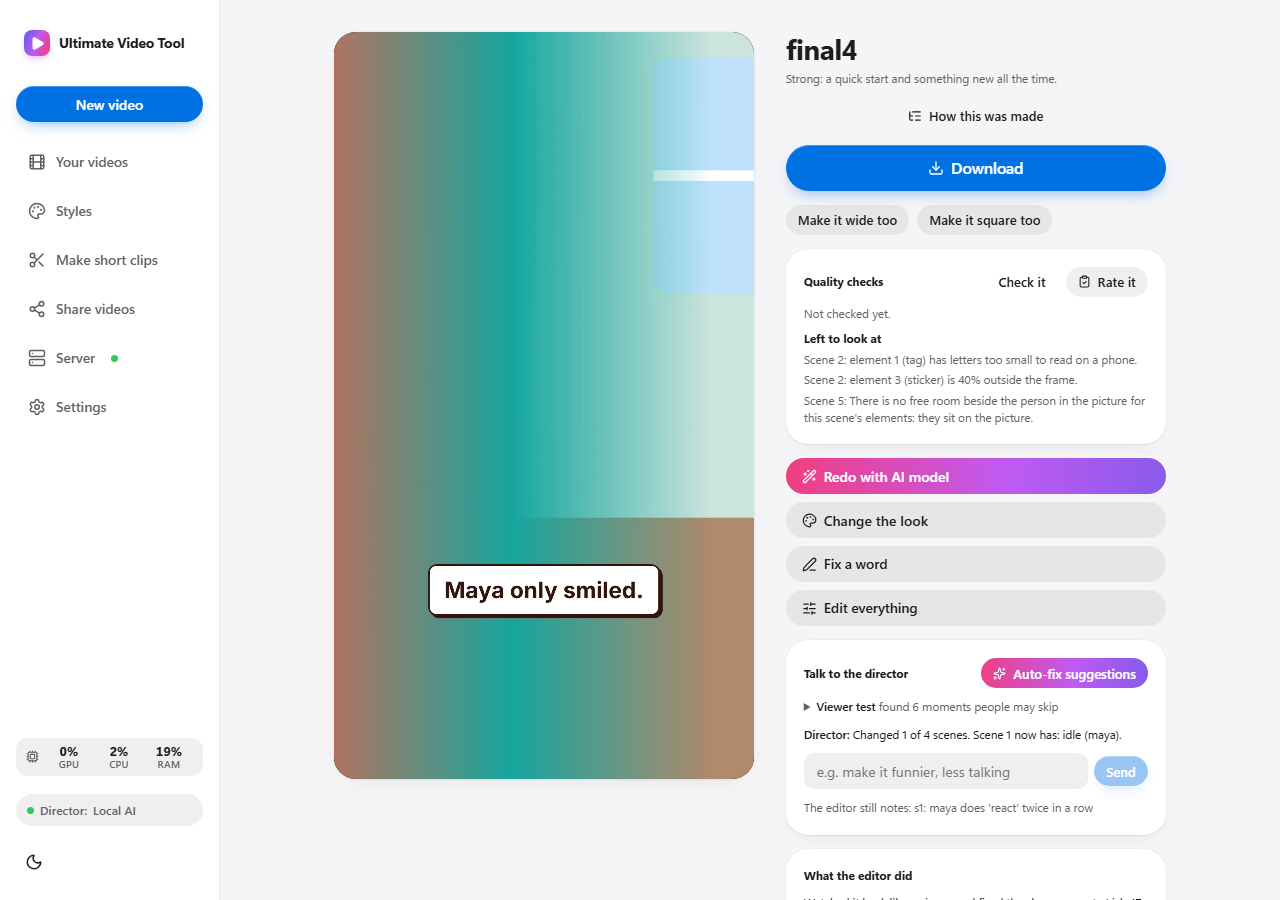 Ultimate Video Tool
New video
Your videos
Styles
Make short clips
Share videos
Server
Settings
0%
GPU
2%
CPU
19%
RAM
Director: Local AI
Maya only smiled.
final4
Strong: a quick start and something new all the time.
How this was made
Download
Make it wide too
Make it square too
Quality checks
Check it
Rate it
Not checked yet.
Left to look at
Scene 2: element 1 (tag) has letters too small to read on a phone.
Scene 2: element 3 (sticker) is 40% outside the frame.
Scene 5: There is no free room beside the person in the picture for
this scene's elements: they sit on the picture.
Redo with AI model
Change the look
Fix a word
Edit everything
Talk to the director
Auto-fix suggestions
Viewer test found 6 moments people may skip
Director: Changed 1 of 4 scenes. Scene 1 now has: idle (maya).
e.g. make it funnier, less talking
Send
The editor still notes: s1: maya does 'react' twice in a row
What the editor did